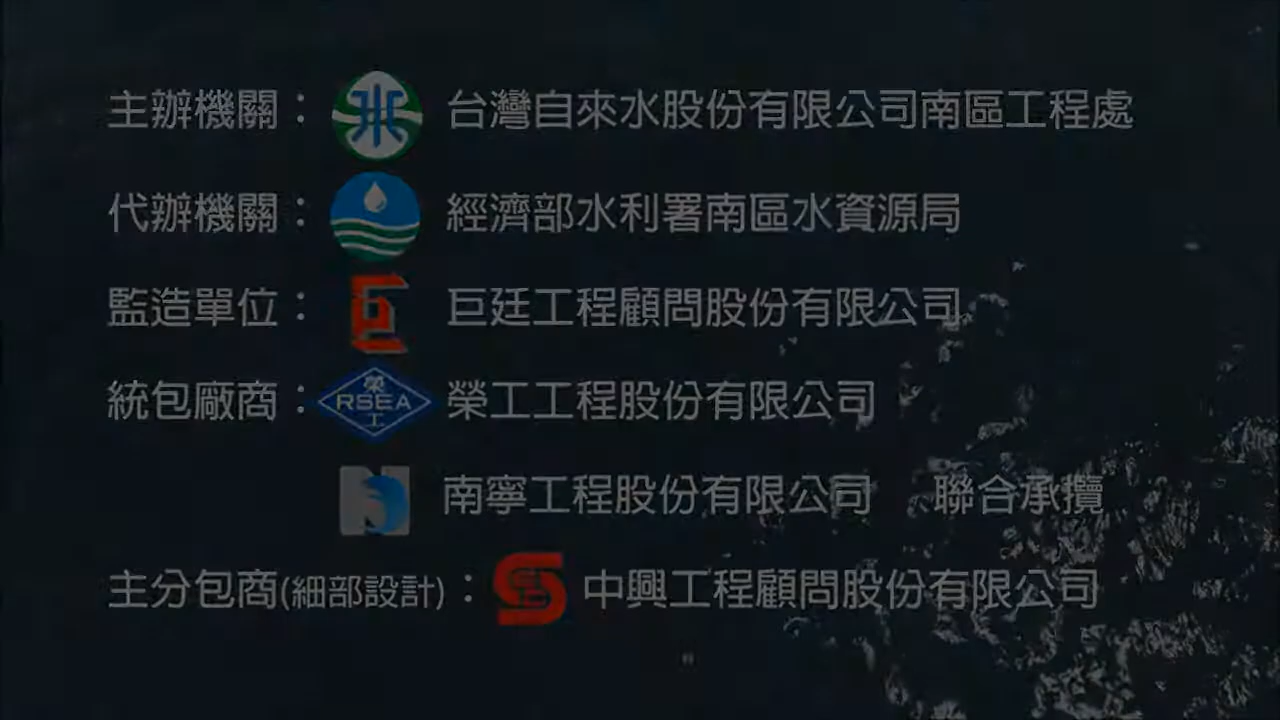 主辦機關：台灣自來水股份有限公司南區工程處
代辦機關：經濟部水利署南區水資源局
監造單位：巨廷工程顧問股份有限公司
統包廠商：榮 RSEA 工 榮工工程股份有限公司
南寧工程股份有限公司 聯合承攬
主分包商(細部設計)：中興工程顧問股份有限公司